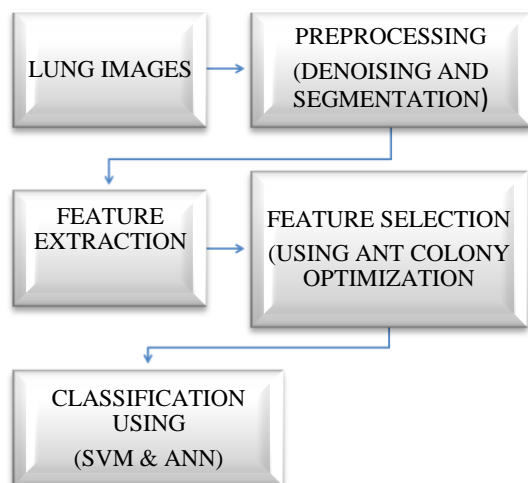 LUNG IMAGES
PREPROCESSING
(DENOISING AND
SEGMENTATION)
FEATURE
EXTRACTION
FEATURE SELECTION
(USING ANT COLONY
OPTIMIZATION
CLASSIFICATION
USING
(SVM & ANN)